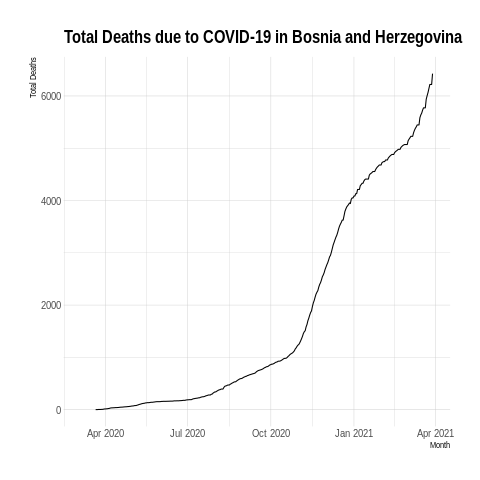 Total Deaths due to COVID-19 in Bosnia and Herzegovina
Total Deaths
6000
4000
2000
0
Apr 2020 Jul 2020 Oct 2020 Jan 2021 Apr 2021
Month